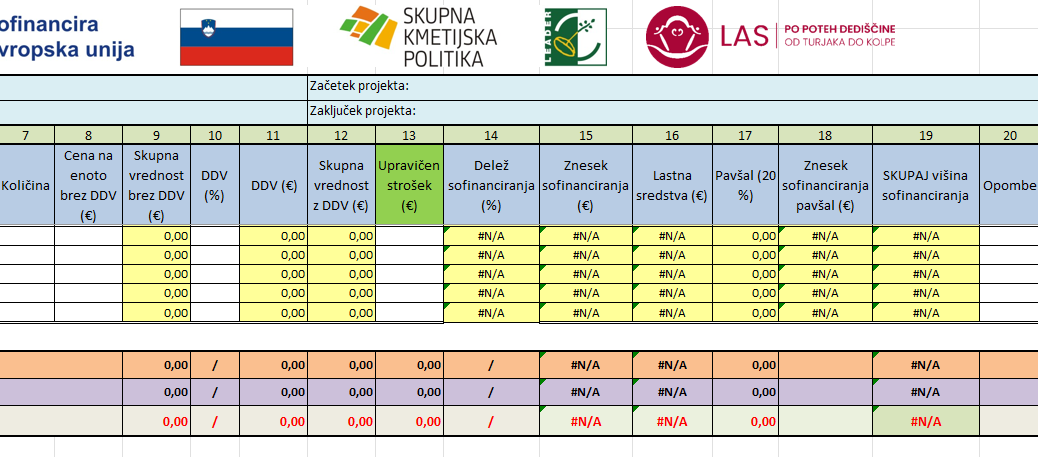 ofinancira
vropska unija
SKUPNA
KMETIJSKA
POLITIKA
LEADER
LAS
PO POTEH DEDIŠČINE
OD TURJAKA DO KOLPE
Začetek projekta:
Zaključek projekta:
7 8 9 10 11 12 13 14 15 16 17 18 19 20
Količina
Cena na
enoto
brez DDV
(€)
Skupna
vrednost
brez DDV
(€)
DDV
(%)
DDV (€)
Skupna
vrednost
z DDV (€)
Upravičen
strošek
(€)
Delež
sofinanciranja
(%)
Znesek
sofinanciranja
(€)
Lastna
sredstva (€)
Pavšal (20
%)
Znesek
sofinanciranja
pavšal (€)
SKUPAJ višina
sofinanciranja
Opombe
0,00 0,00 0,00 #N/A #N/A #N/A 0,00 #N/A #N/A
0,00 0,00 0,00 #N/A #N/A #N/A 0,00 #N/A #N/A
0,00 0,00 0,00 #N/A #N/A #N/A 0,00 #N/A #N/A
0,00 0,00 0,00 #N/A #N/A #N/A 0,00 #N/A #N/A
0,00 0,00 0,00 #N/A #N/A #N/A 0,00 #N/A #N/A
0,00 / 0,00 0,00 0,00 / #N/A #N/A 0,00 #N/A
0,00 / 0,00 0,00 0,00 / #N/A #N/A 0,00 #N/A
0,00 / 0,00 0,00 0,00 / #N/A #N/A 0,00 #N/A